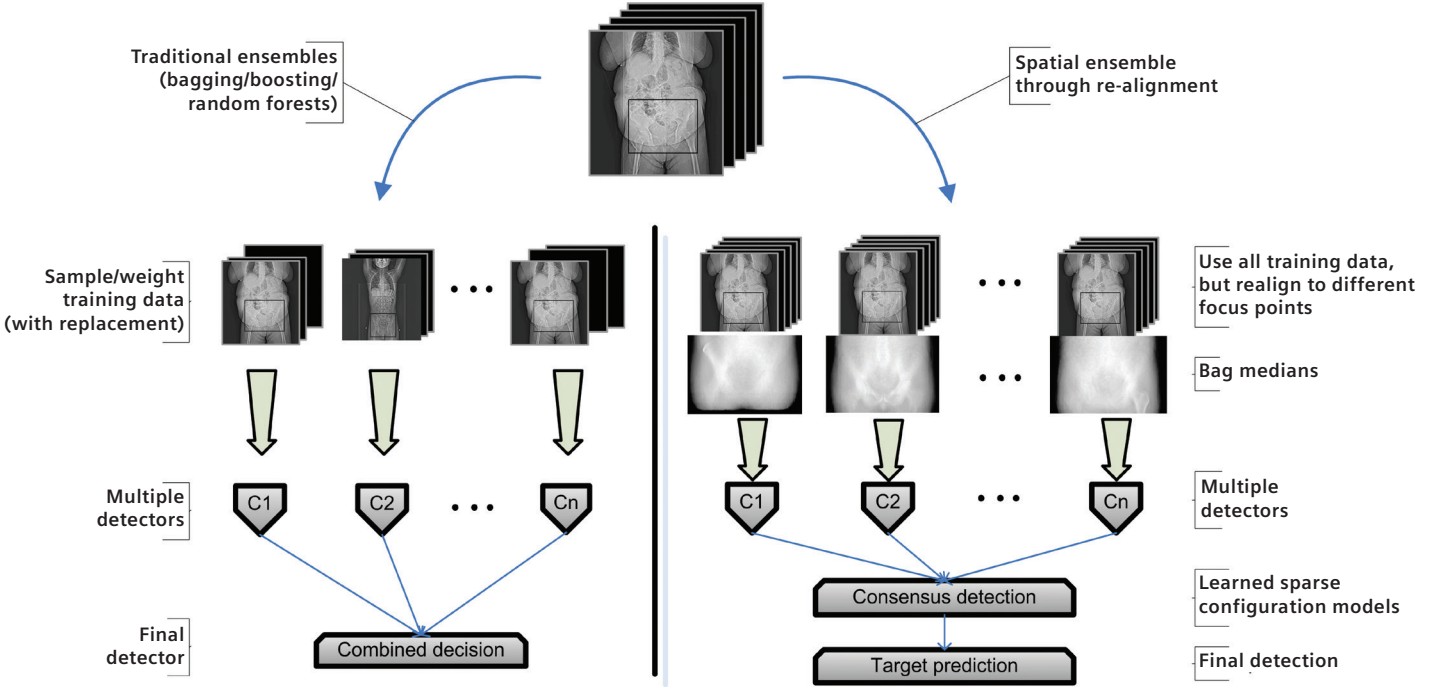 Traditional ensembles
(bagging/boosting/
random forests)
Spatial ensemble
through re-alignment
Sample/weight
training data
(with replacement)
Use all training data,
but realign to different
focus points
Bag medians
Multiple
detectors
C1
C2
Cn
C1
C2
Cn
Multiple
detectors
Consensus detection
Learned sparse
configuration models
Final
detector
Combined decision
Target prediction
Final detection